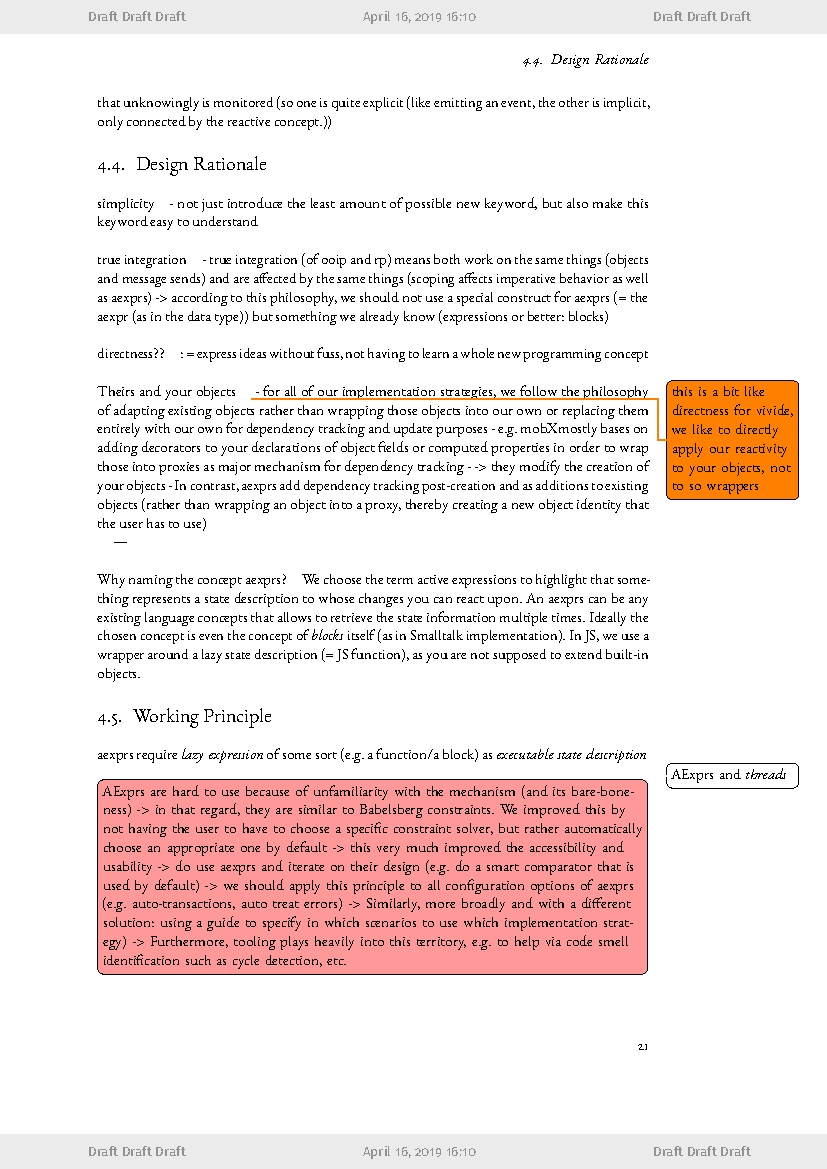 Draft Draft Draft April 16, 2019 16:10 Draft Draft Draft
4.4. Design Rationale
that unknowingly is monitored (so one is quite explicit (like emitting an event, the other is implicit,
only connected by the reactive concept.))
4.4. Design Rationale
simplicity - not just introduce the least amount of possible new keyword, but also make this
keyword easy to understand
true integration - true integration (of ooip and rp) means both work on the same things (objects
and message sends) and are affected by the same things (scoping affects imperative behavior as well
as aexprs) -> according to this philosophy, we should not use a special construct for aexprs (= the
aexpr (as in the data type)) but something we already know (expressions or better: blocks)
directness?? : = express ideas without fuss, not having to learn a whole new programming concept
Theirs and your objects - for all of our implementation strategies, we follow the philosophy
of adapting existing objects rather than wrapping those objects into our own or replacing them
entirely with our own for dependency tracking and update purposes - e.g. mobX mostly bases on
adding decorators to your declarations of object fields or computed properties in order to wrap
those into proxies as major mechanism for dependency tracking - -> they modify the creation of
your objects - In contrast, aexprs add dependency tracking post-creation and as additions to existing
objects (rather than wrapping an object into a proxy, thereby creating a new object identity that
the user has to use)
—
this is a bit like
directness for vivide,
we like to directly
apply our reactivity
to your objects, not
to so wrappers
Why naming the concept aexprs? We choose the term active expressions to highlight that some-
thing represents a state description to whose changes you can react upon. An aexprs can be any
existing language concepts that allows to retrieve the state information multiple times. Ideally the
chosen concept is even the concept of blocks itself (as in Smalltalk implementation). In JS, we use a
wrapper around a lazy state description (= JS function), as you are not supposed to extend built-in
objects.
4.5. Working Principle
aexprs require lazy expression of some sort (e.g. a function/a block) as executable state description
AExprs and threads
AExprs are hard to use because of unfamiliarity with the mechanism (and its bare-bone-
ness) -> in that regard, they are similar to Babelsberg constraints. We improved this by
not having the user to have to choose a specific constraint solver, but rather automatically
choose an appropriate one by default -> this very much improved the accessibility and
usability -> do use aexprs and iterate on their design (e.g. do a smart comparator that is
used by default) -> we should apply this principle to all configuration options of aexprs
(e.g. auto-transactions, auto treat errors) -> Similarly, more broadly and with a different
solution: using a guide to specify in which scenarios to use which implementation strat-
egy) -> Furthermore, tooling plays heavily into this territory, e.g. to help via code smell
identification such as cycle detection, etc.
21
Draft Draft Draft April 16, 2019 16:10 Draft Draft Draft